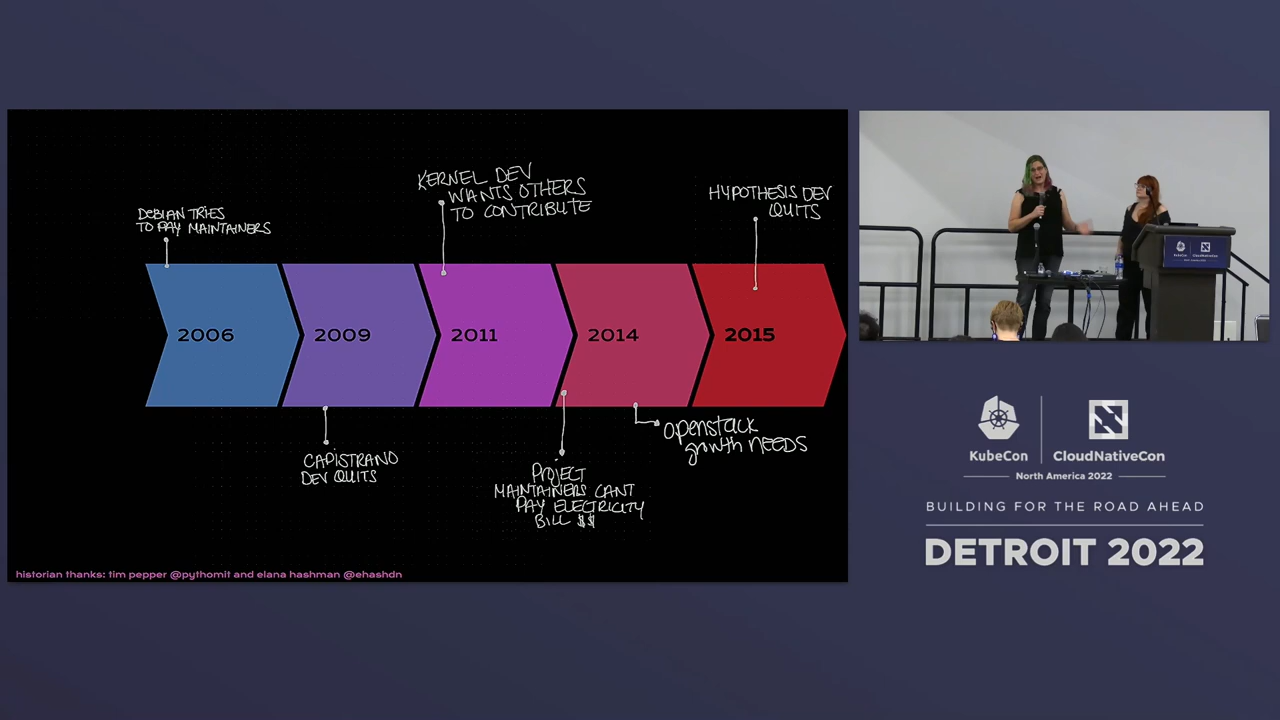 KERNEL DEV
WANTS OTHERS
TO CONTRIBUTE
HYPOTHESIS DEV
QUITS
DEBIAN TRIES
TO PAY MAINTAINERS
2006
2009
2011
2014
2015
CAPISTRANO
DEV QUITS
PROJECT
MAINTAINERS CANT
PAY ELECTRICITY
BILL $$
Openstack
growth NEEDS
historian thanks: tim pepper @pythomit and elana hashman @ehashdn
KubeCon
CloudNativeCon
KubeCon
CloudNativeCon
North America 2022
BUILDING FOR THE ROAD AHEAD
DETROIT 2022